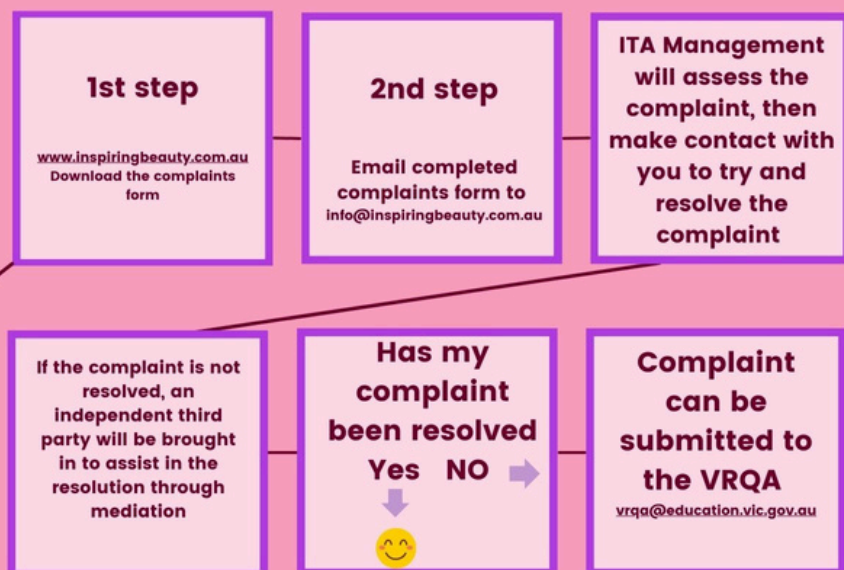 1st step
www.inspiringbeauty.com.au
Download the complaints
form
2nd step
Email completed
complaints form to
info@inspiringbeauty.com.au
ITA Management
will assess the
complaint, then
make contact with
you to try and
resolve the
complaint
If the complaint is not
resolved, an
independent third
party will be brought
in to assist in the
resolution through
mediation
Has my
complaint
been resolved
Yes NO
Complaint
can be
submitted to
the VRQA
vrqa@education.vic.gov.au